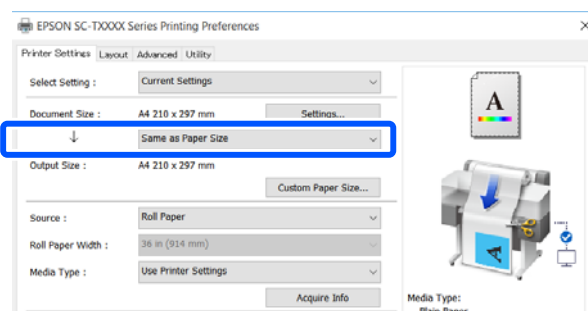 EPSON SC-TXXXX Series Printing Preferences
Printer Settings Layout Advanced Utility
Select Setting : Current Settings
Document Size : A4 210 x 297 mm Settings...
↓ Same as Paper Size
Output Size : A4 210 x 297 mm
Custom Paper Size...
Source : Roll Paper
Roll Paper Width : 36 in (914 mm)
Media Type : Use Printer Settings
Acquire Info
A
A
Media Type:
Plain Paper